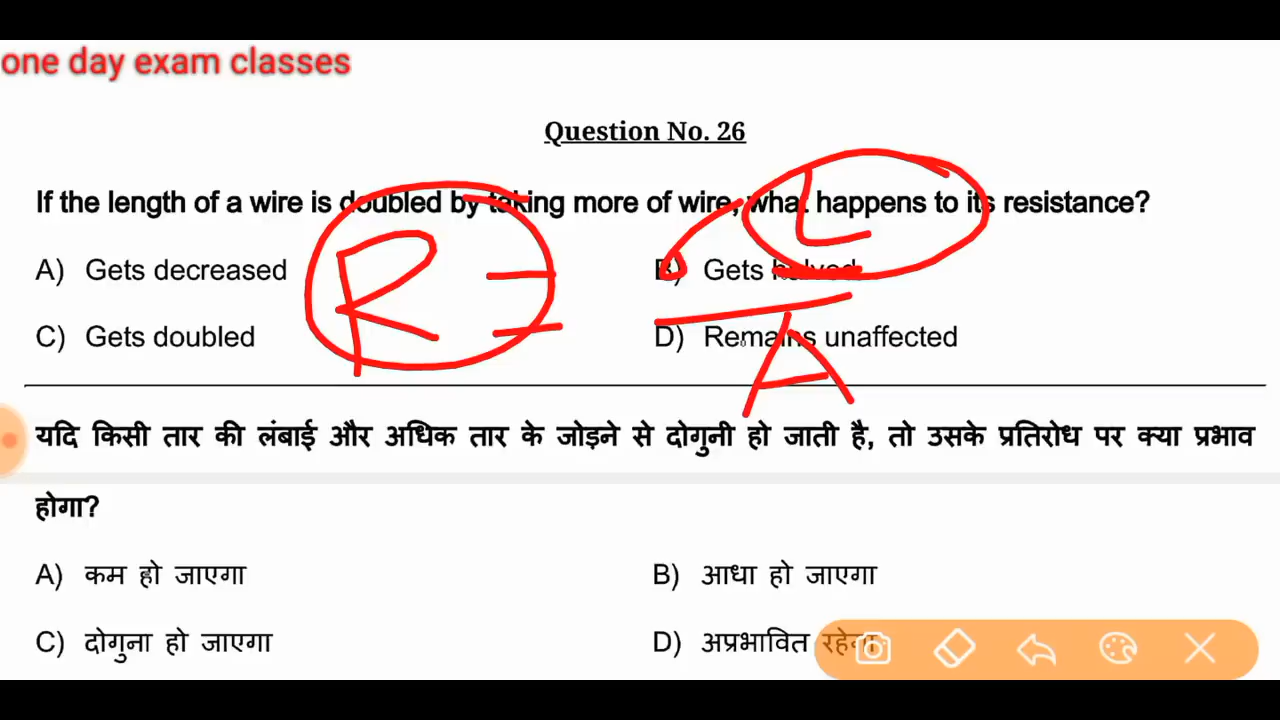 one day exam classes
Question No. 26
If the length of a wire is doubled by taking more of wire, what happens to its resistance?
A) Gets decreased B) Gets halved
C) Gets doubled D) Remains unaffected
R = ρ L
A
यदि किसी तार की लंबाई और अधिक तार के जोड़ने से दोगुनी हो जाती है, तो उसके प्रतिरोध पर क्या प्रभाव
होगा?
A) कम हो जाएगा B) आधा हो जाएगा
C) दोगुना हो जाएगा D) अप्रभावित रहेगा